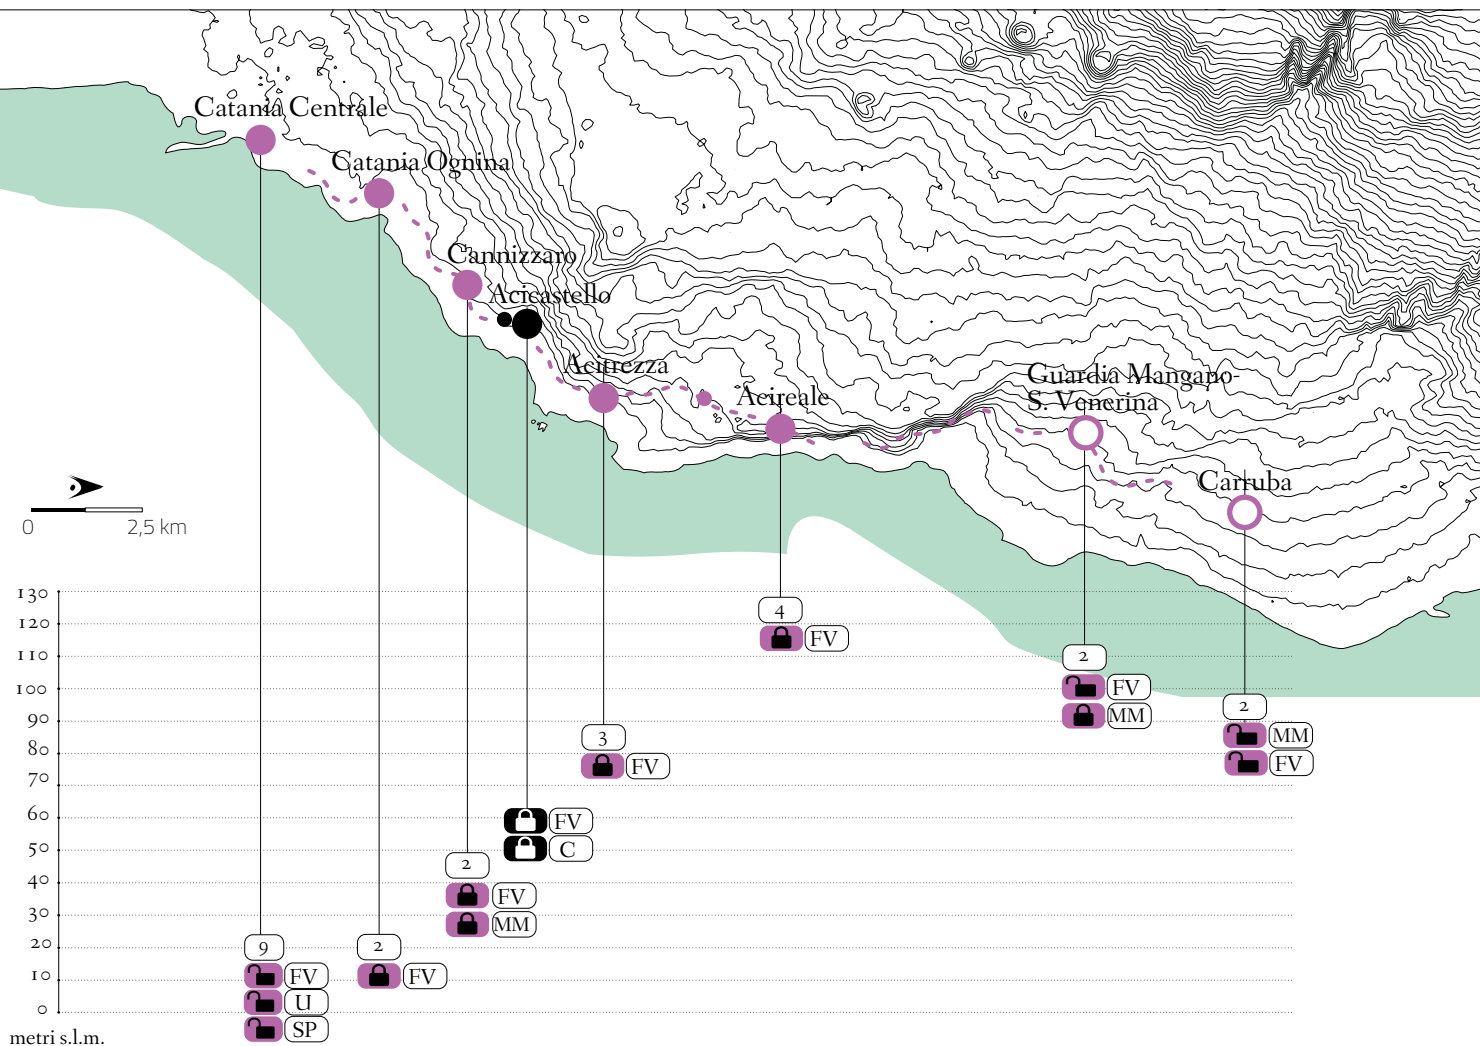 Catania Centrale
Catania Ognina
Cannizzaro
Acicastello
Acitrezza
Acireale
Guardia Mangano-
S. Venerina
Carruba
0
2,5 km
130
120
110
100
90
80
70
60
50
40
30
20
10
0
metri s.l.m.
9
FV
U
SP
2
FV
2
FV
MM
FV
C
3
FV
4
FV
2
FV
MM
2
MM
FV